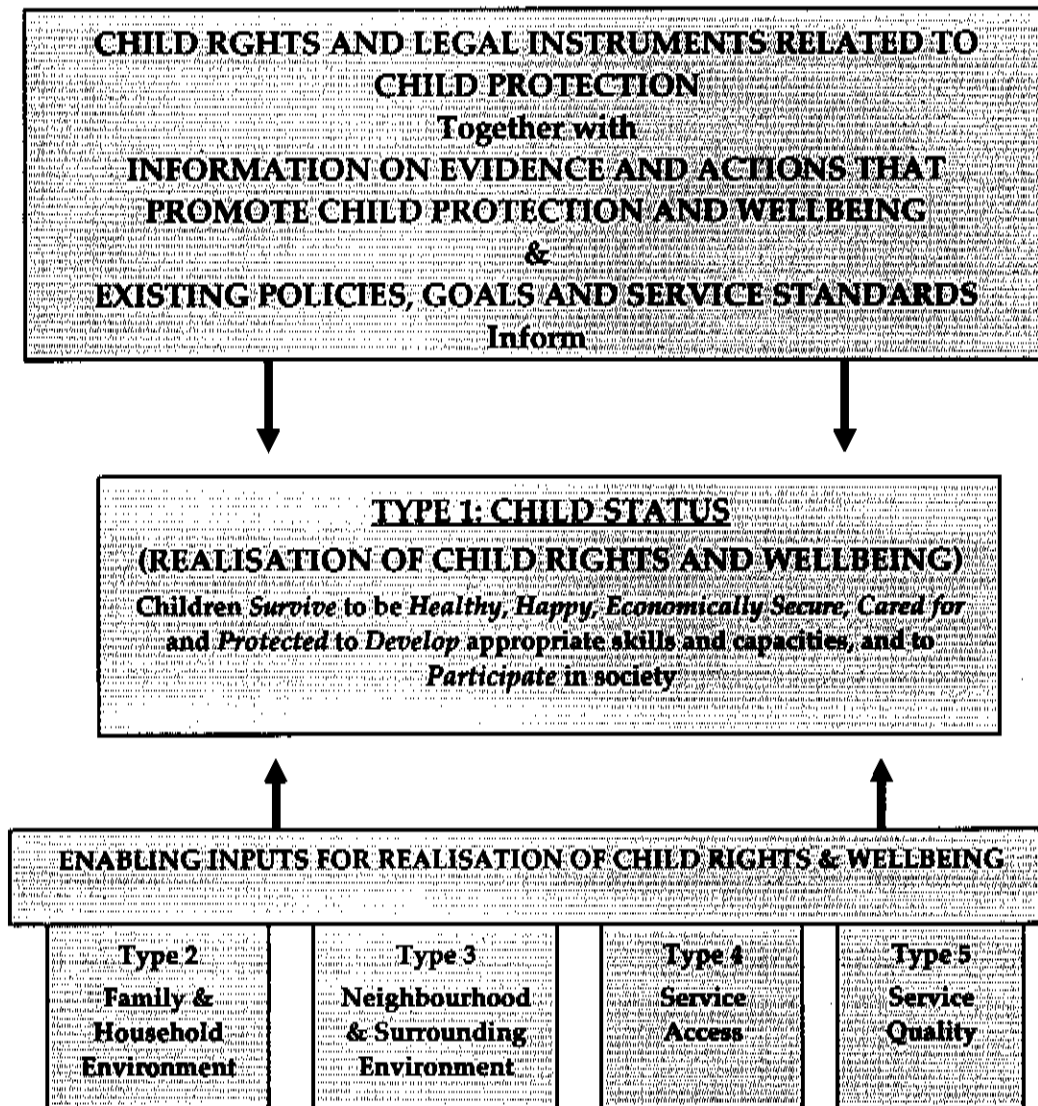 CHILD RGHTS AND LEGAL INSTRUMENTS RELATED TO
CHILD PROTECTION
Together with
INFORMATION ON EVIDENCE AND ACTIONS THAT
PROMOTE CHILD PROTECTION AND WELLBEING
&
EXISTING POLICIES, GOALS AND SERVICE STANDARDS
Inform
TYPE 1: CHILD STATUS
(REALISATION OF CHILD RIGHTS AND WELLBEING)
Children Survive to be Healthy, Happy, Economically Secure, Cared for
and Protected to Develop appropriate skills and capacities, and to
Participate in society
ENABLING INPUTS FOR REALISATION OF CHILD RIGHTS & WELLBEING
Type 2
Family &
Household
Environment
Type 3
Neighbourhood
& Surrounding
Environment
Type 4
Service
Access
Type 5
Service
Quality